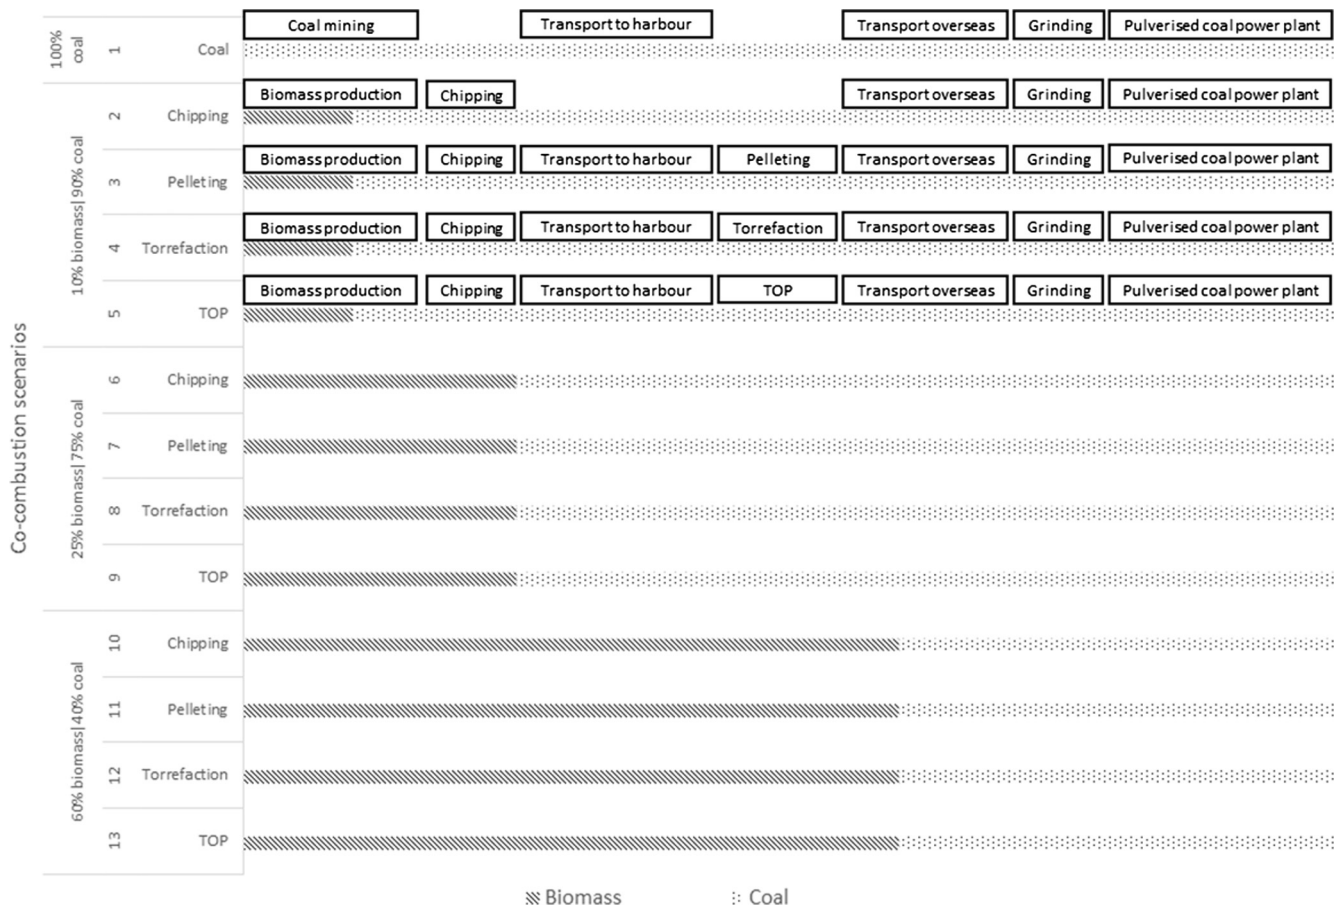 Co-combustion scenarios
100% coal
1 Coal
Coal mining
Transport to harbour
Transport overseas
Grinding
Pulverised coal power plant
10% biomass| 90% coal
2 Chipping
Biomass production
Chipping
Transport overseas
Grinding
Pulverised coal power plant
3 Pelleting
Biomass production
Chipping
Transport to harbour
Pelleting
Transport overseas
Grinding
Pulverised coal power plant
4 Torrefaction
Biomass production
Chipping
Transport to harbour
Torrefaction
Transport overseas
Grinding
Pulverised coal power plant
5 TOP
Biomass production
Chipping
Transport to harbour
TOP
Transport overseas
Grinding
Pulverised coal power plant
25% biomass| 75% coal
6 Chipping
7 Pelleting
8 Torrefaction
9 TOP
60% biomass| 40% coal
10 Chipping
11 Pelleting
12 Torrefaction
13 TOP
Biomass
Coal